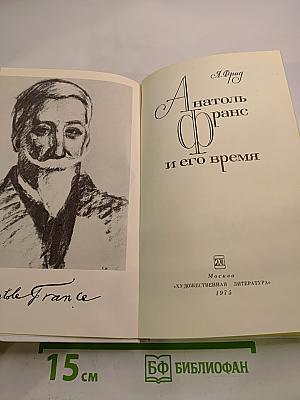 tole France
Я. Фрид
Анатоль
Франс
и его время
Москва
«ХУДОЖЕСТВЕННАЯ ЛИТЕРАТУРА»
1975
15 см
БФ БИБЛИОФАН